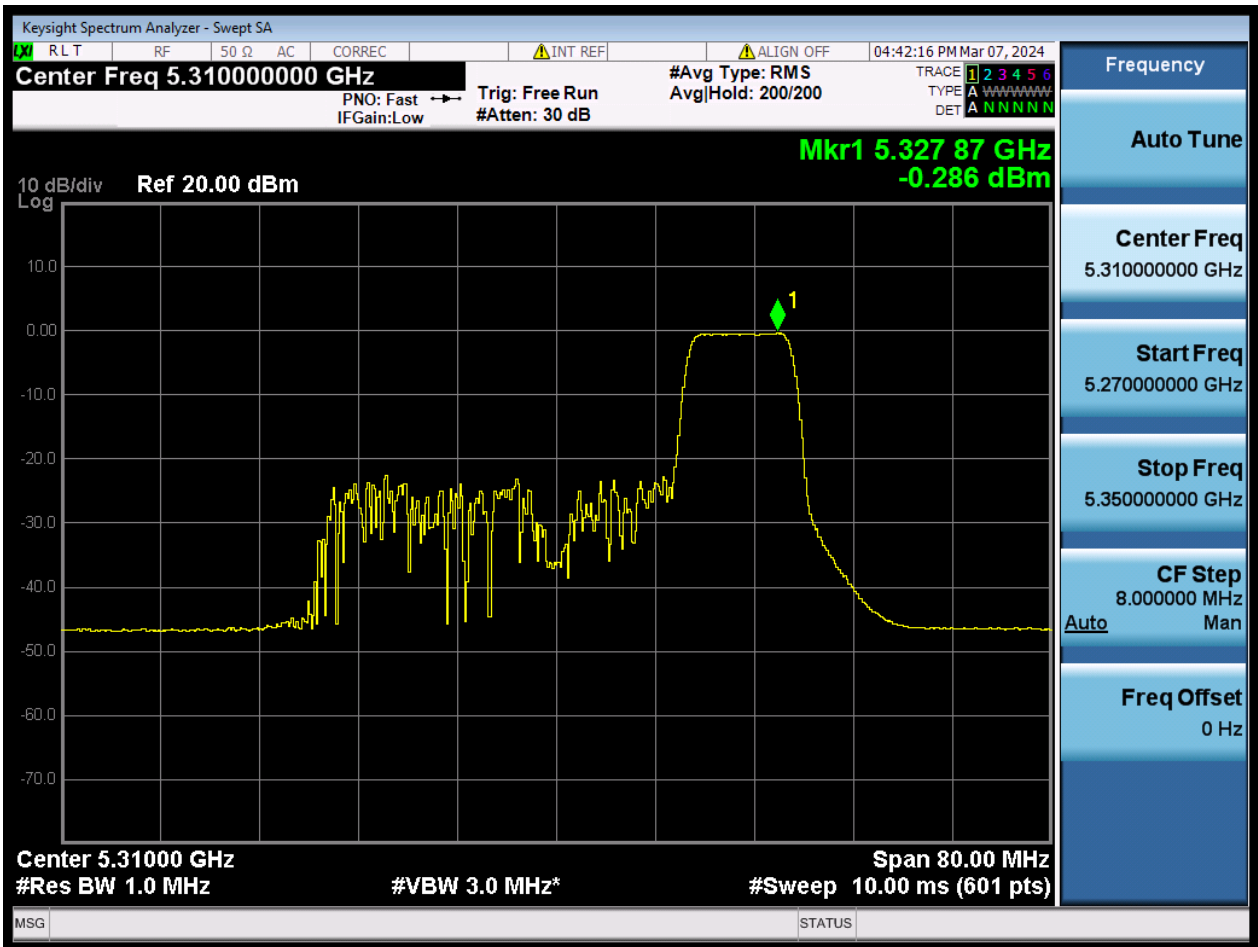 Keysight Spectrum Analyzer - Swept SA
LXI RLT RF 50 Ω AC CORREC INT REF ALIGN OFF 04:42:16 PM Mar 07, 2024
Center Freq 5.310000000 GHz
PNO: Fast
IFGain:Low
Trig: Free Run
#Atten: 30 dB
#Avg Type: RMS
Avg|Hold: 200/200
TRACE 1 2 3 4 5 6
TYPE A WWWWW
DET A N N N N N
Mkr1 5.327 87 GHz
-0.286 dBm
10 dB/div Ref 20.00 dBm
Log
10.0
0.00
-10.0
-20.0
-30.0
-40.0
-50.0
-60.0
-70.0
1
Center 5.31000 GHz Span 80.00 MHz
#Res BW 1.0 MHz #VBW 3.0 MHz* #Sweep 10.00 ms (601 pts)
MSG STATUS
Frequency
Auto Tune
Center Freq
5.310000000 GHz
Start Freq
5.270000000 GHz
Stop Freq
5.350000000 GHz
CF Step
8.000000 MHz
Auto Man
Freq Offset
0 Hz